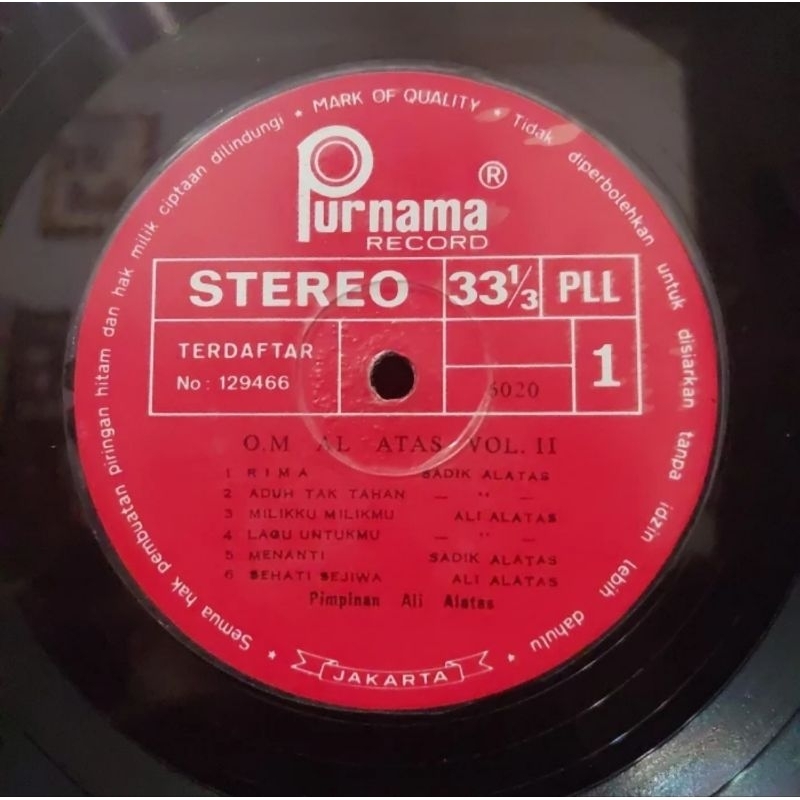 Semua hak pembuatan piringan hitam dan hak milik ciptaan dilindungi * MARK OF QUALITY * Tidak diperbolehkan untuk disiarkan tanpa idzin lebih dahulu *
Purnama ®
RECORD
STEREO 33⅓ PLL
TERDAFTAR
No: 129466 5020 1
O.M AL ATAS VOL. II
1 RIMA SADIK ALATAS
2 ADUH TAK TAHAN — " —
3 MILIKKU MILIKMU ALI ALATAS
4 LAGU UNTUKMU — " —
5 MENANTI SADIK ALATAS
6 SEHATI SEJIWA ALI ALATAS
Pimpinan Ali Alatas
JAKARTA